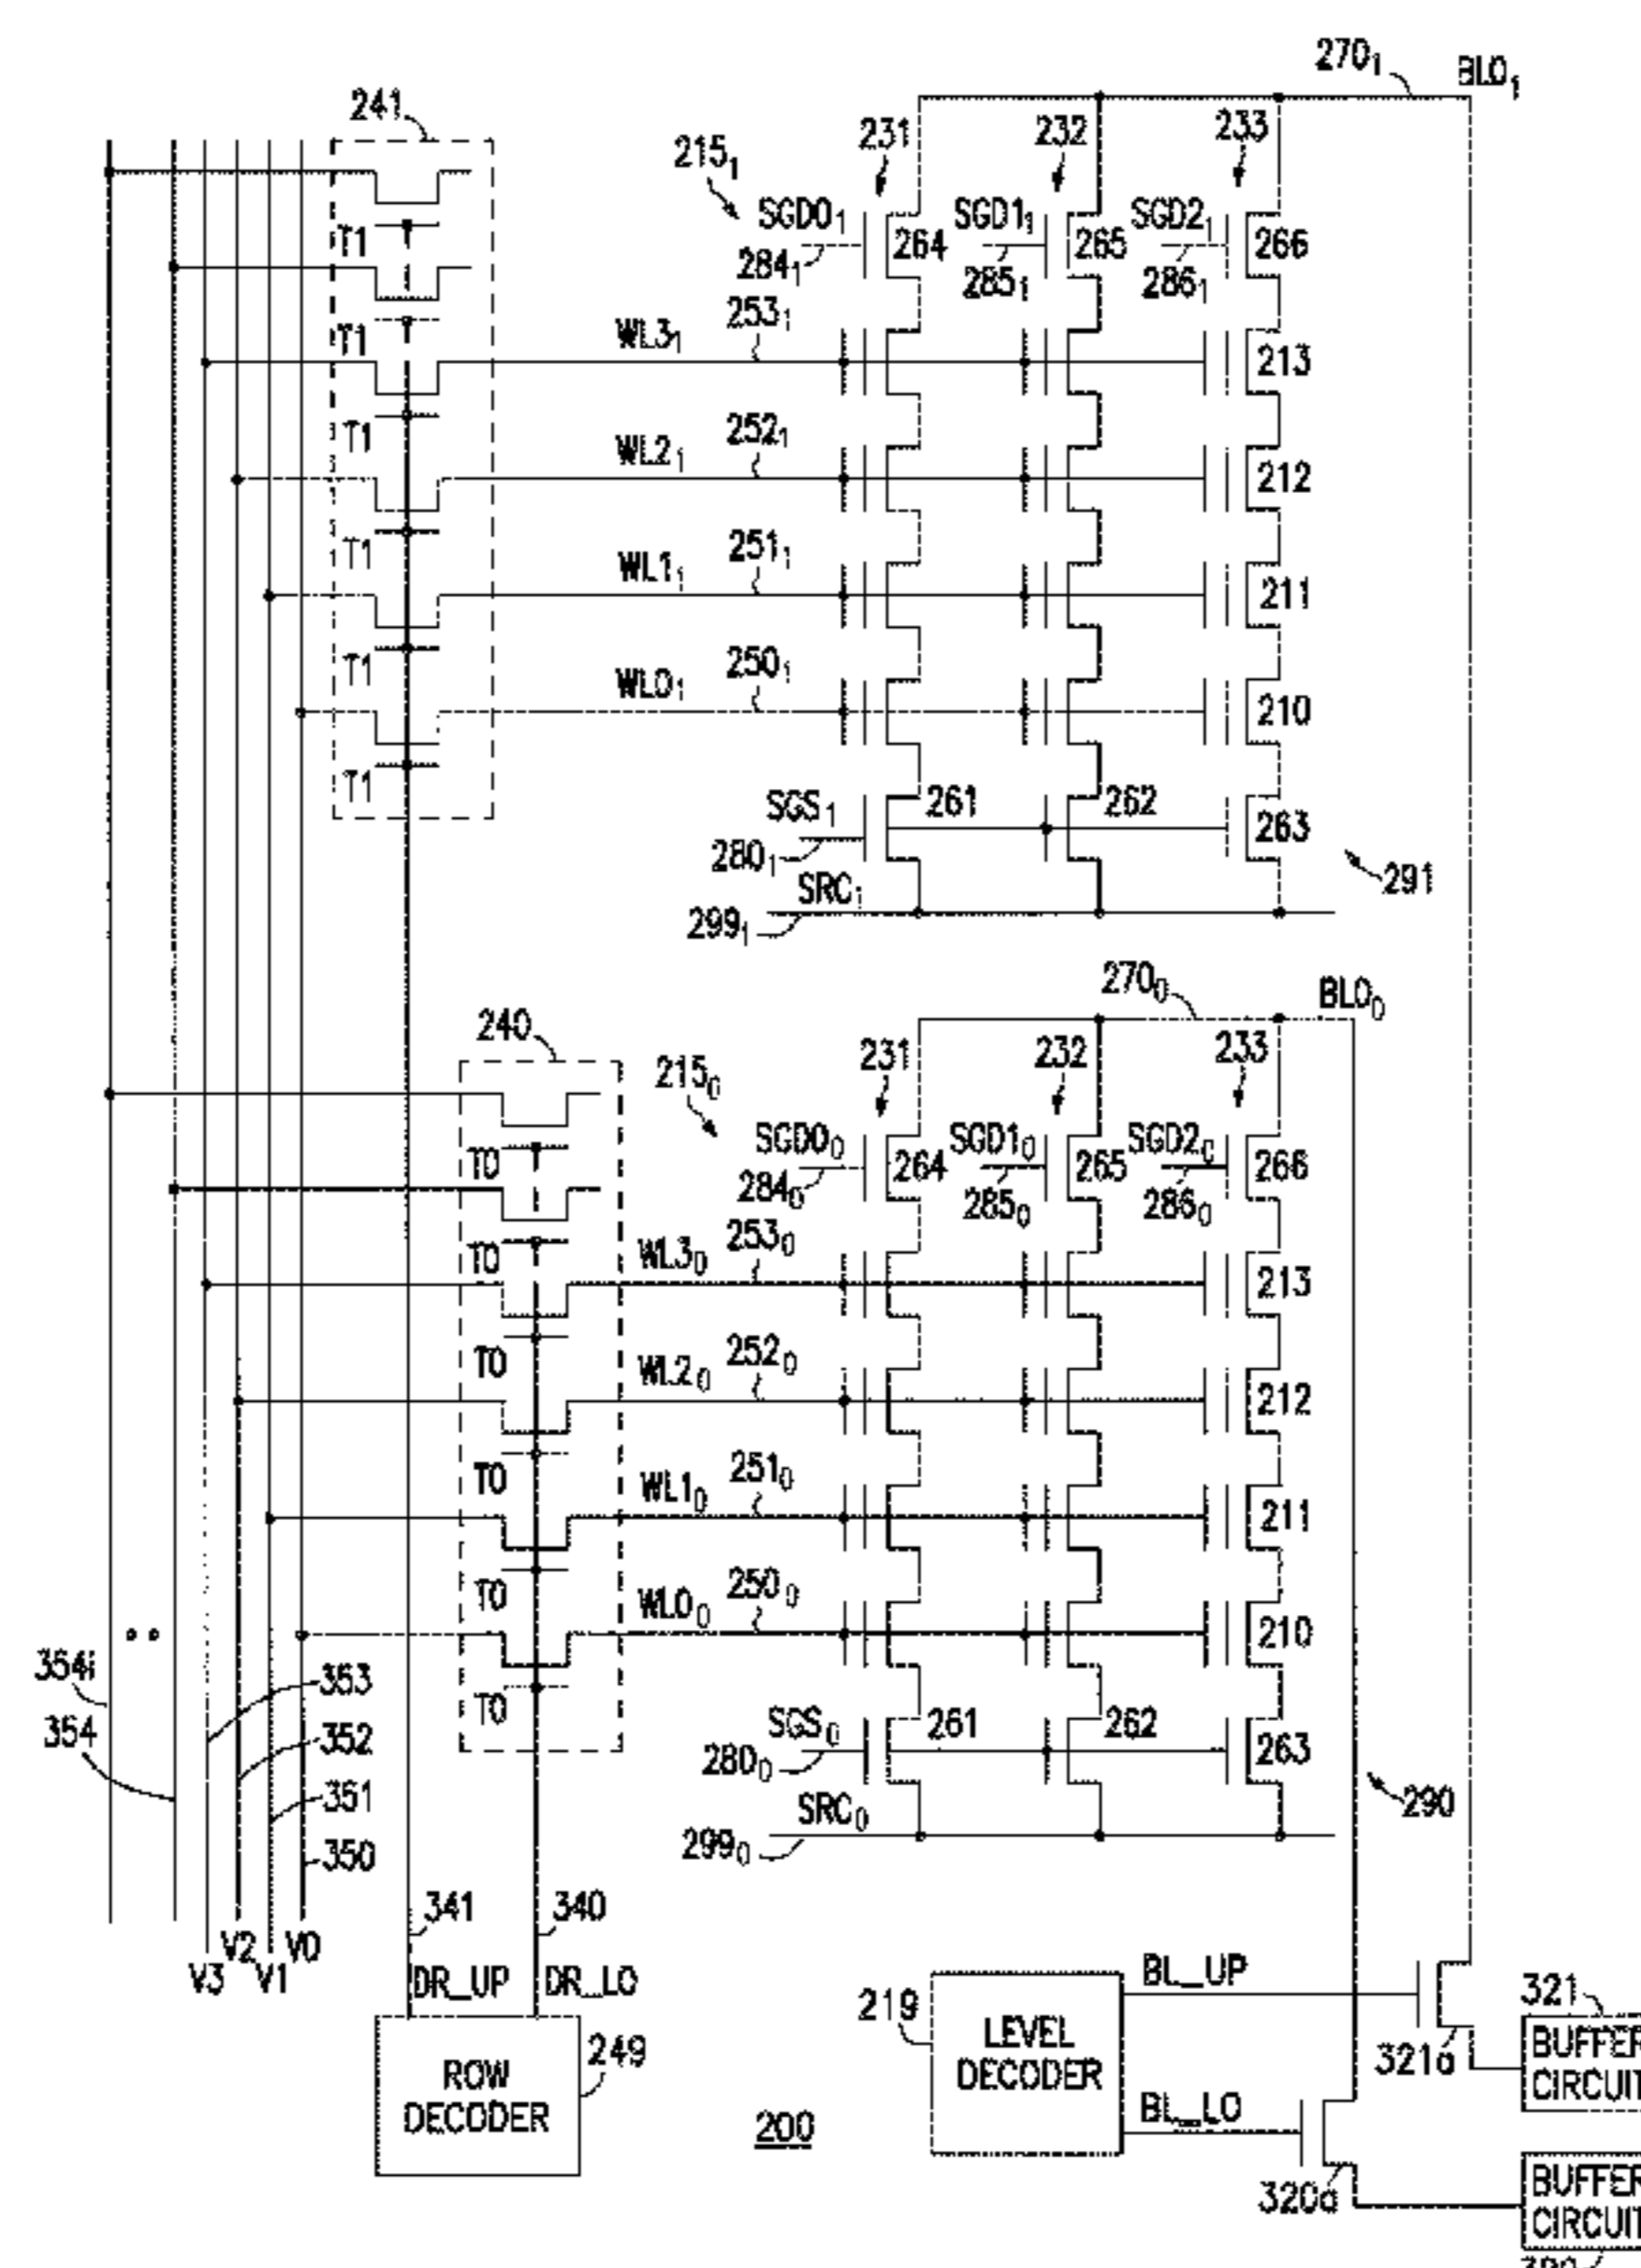 270₁ BL0₁
241
231 232 233
215₁
SGD0₁ SGD1₁ SGD2₁
264 265 266
284₁ 285₁ 286₁
T1
T1
WL3₁ 253₁ 213
T1
WL2₁ 252₁ 212
T1
WL1₁ 251₁ 211
T1
WL0₁ 250₁ 210
T1
SGS₁ 261 262 263
280₁
291
SRC₁
299₁
270₀ BL0₀
240
231 232 233
215₀
SGD0₀ SGD1₀ SGD2₀
T0 264 265 266
284₀ 285₀ 286₀
T0 WL3₀ 253₀ 213
T0 WL2₀ 252₀ 212
T0 WL1₀ 251₀ 211
T0 WL0₀ 250₀ 210
354i
353
T0 SGS₀ 261 262 263
354 352
280₀
351 290
SRC₀
299₀
350
341 340
V2 V0
V3 V1
DR_UP DR_LO
BL_UP
219 LEVEL DECODER
321
BUFFER
CIRCUIT
321a
249
ROW
DECODER
200
BL_LO
320a
BUFFER
CIRCUIT